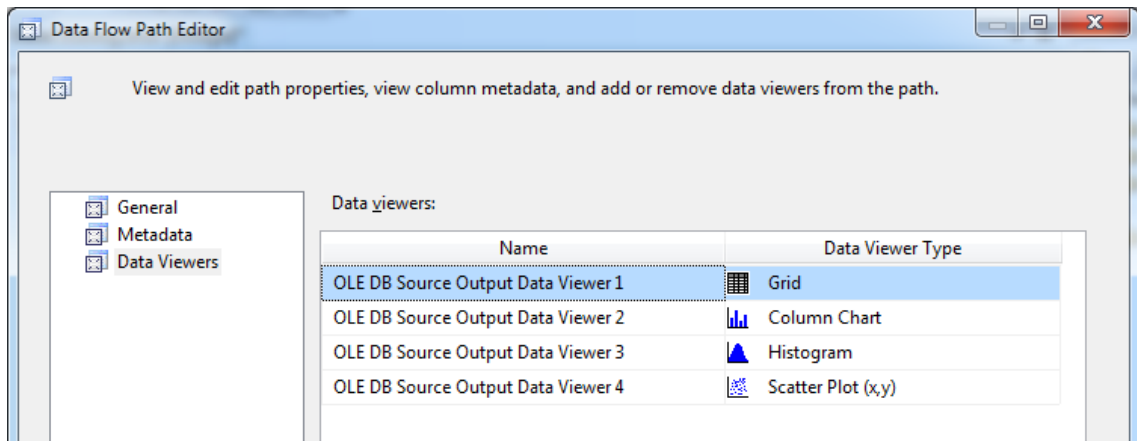 Data Flow Path Editor
View and edit path properties, view column metadata, and add or remove data viewers from the path.
General
Metadata
Data Viewers
Data viewers:
Name Data Viewer Type
OLE DB Source Output Data Viewer 1 Grid
OLE DB Source Output Data Viewer 2 Column Chart
OLE DB Source Output Data Viewer 3 Histogram
OLE DB Source Output Data Viewer 4 Scatter Plot (x,y)